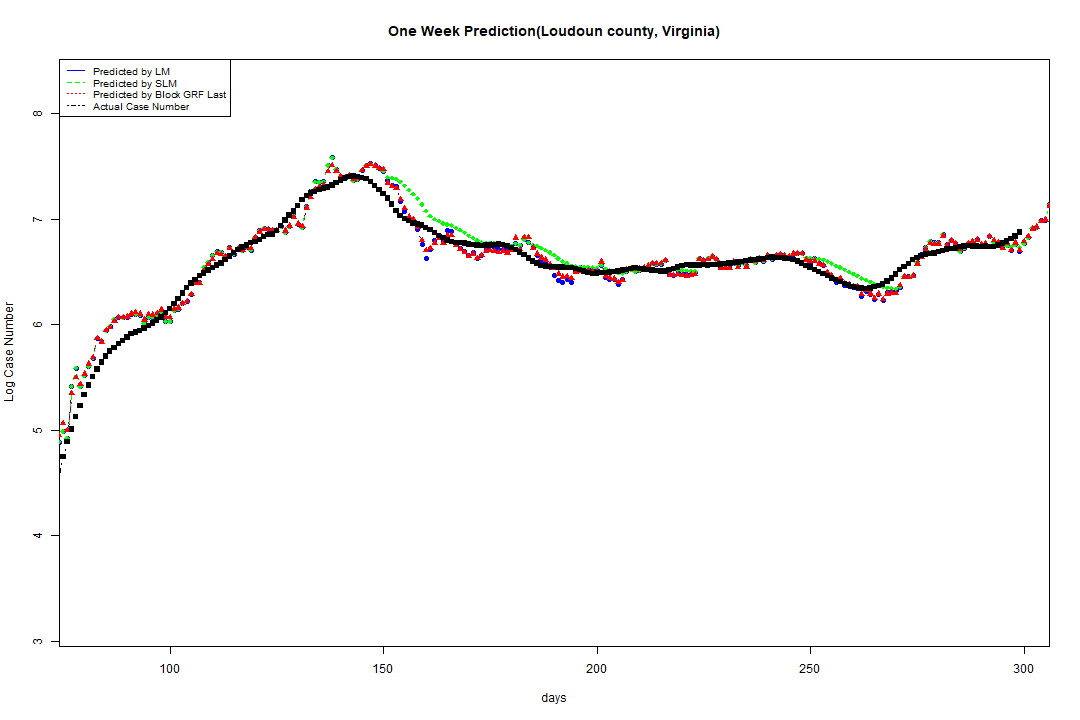 One Week Prediction(Loudoun county, Virginia)
Predicted by LM
Predicted by SLM
Predicted by Block GRF Last
Actual Case Number
8
7
6
5
4
3
Log Case Number
100 150 200 250 300
days